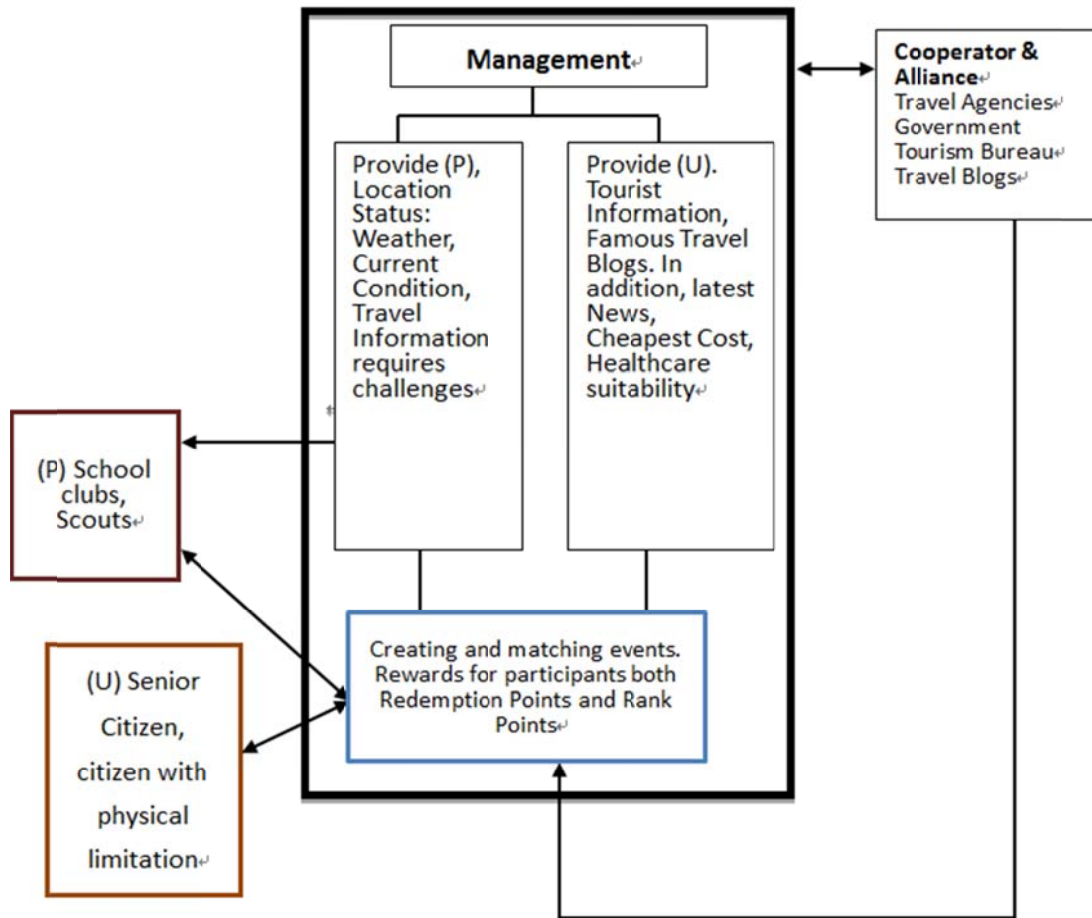 Management
Cooperator &
Alliance
Travel Agencies
Government
Tourism Bureau
Travel Blogs
Provide (P),
Location
Status:
Weather,
Current
Condition,
Travel
Information
requires
challenges
Provide (U).
Tourist
Information,
Famous Travel
Blogs. In
addition, latest
News,
Cheapest Cost,
Healthcare
suitability
(P) School
clubs,
Scouts
Creating and matching events.
Rewards for participants both
Redemption Points and Rank
Points
(U) Senior
Citizen,
citizen with
physical
limitation